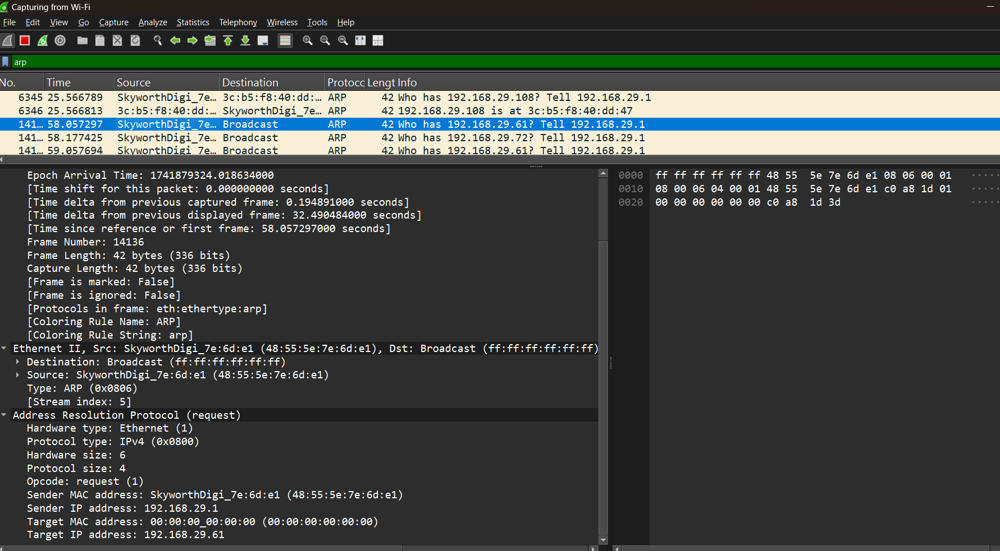 Capturing from Wi-Fi
File Edit View Go Capture Analyze Statistics Telephony Wireless Tools Help
arp
No. Time Source Destination Protocc Lengt Info
6345 25.566789 SkyworthDigi_7e… 3c:b5:f8:40:dd:… ARP 42 Who has 192.168.29.108? Tell 192.168.29.1
6346 25.566813 3c:b5:f8:40:dd:… SkyworthDigi_7e… ARP 42 192.168.29.108 is at 3c:b5:f8:40:dd:47
141… 58.057297 SkyworthDigi_7e… Broadcast ARP 42 Who has 192.168.29.61? Tell 192.168.29.1
141… 58.177425 SkyworthDigi_7e… Broadcast ARP 42 Who has 192.168.29.72? Tell 192.168.29.1
141… 59.057694 SkyworthDigi_7e… Broadcast ARP 42 Who has 192.168.29.61? Tell 192.168.29.1
Epoch Arrival Time: 1741879324.018634000
[Time shift for this packet: 0.000000000 seconds]
[Time delta from previous captured frame: 0.194891000 seconds]
[Time delta from previous displayed frame: 32.490484000 seconds]
[Time since reference or first frame: 58.057297000 seconds]
Frame Number: 14136
Frame Length: 42 bytes (336 bits)
Capture Length: 42 bytes (336 bits)
[Frame is marked: False]
[Frame is ignored: False]
[Protocols in frame: eth:ethertype:arp]
[Coloring Rule Name: ARP]
[Coloring Rule String: arp]
Ethernet II, Src: SkyworthDigi_7e:6d:e1 (48:55:5e:7e:6d:e1), Dst: Broadcast (ff:ff:ff:ff:ff:ff)
Destination: Broadcast (ff:ff:ff:ff:ff:ff)
Source: SkyworthDigi_7e:6d:e1 (48:55:5e:7e:6d:e1)
Type: ARP (0x0806)
[Stream index: 5]
Address Resolution Protocol (request)
Hardware type: Ethernet (1)
Protocol type: IPv4 (0x0800)
Hardware size: 6
Protocol size: 4
Opcode: request (1)
Sender MAC address: SkyworthDigi_7e:6d:e1 (48:55:5e:7e:6d:e1)
Sender IP address: 192.168.29.1
Target MAC address: 00:00:00_00:00:00 (00:00:00:00:00:00)
Target IP address: 192.168.29.61
0000 ff ff ff ff ff ff 48 55 5e 7e 6d e1 08 06 00 01 ·····
0010 08 00 06 04 00 01 48 55 5e 7e 6d e1 c0 a8 1d 01 ·····
0020 00 00 00 00 00 00 c0 a8 1d 3d ·····